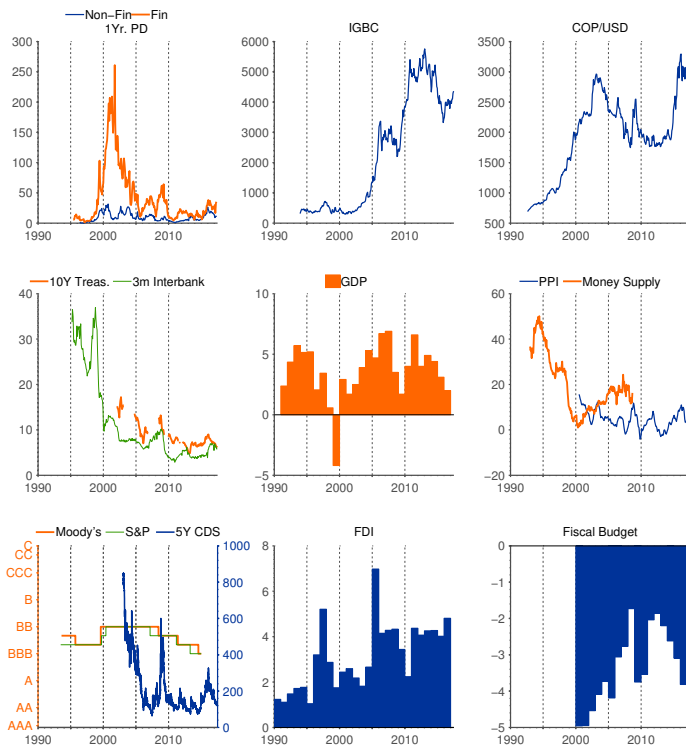 Non−Fin Fin
1Yr. PD
300
250
200
150
100
50
0
1990 2000 2010
IGBC
6000
5000
4000
3000
2000
1000
0
1990 2000 2010
COP/USD
3500
3000
2500
2000
1500
1000
500
1990 2000 2010
10Y Treas. 3m Interbank
40
30
20
10
0
1990 2000 2010
GDP
10
5
0
−5
1990 2000 2010
PPI Money Supply
60
40
20
0
−20
1990 2000 2010
Moody's S&P 5Y CDS
C
CC
CCC
B
BB
BBB
A
AA
AAA
1000
800
600
400
200
0
1990 2000 2010
FDI
8
6
4
2
0
1990 2000 2010
Fiscal Budget
0
−1
−2
−3
−4
−5
1990 2000 2010